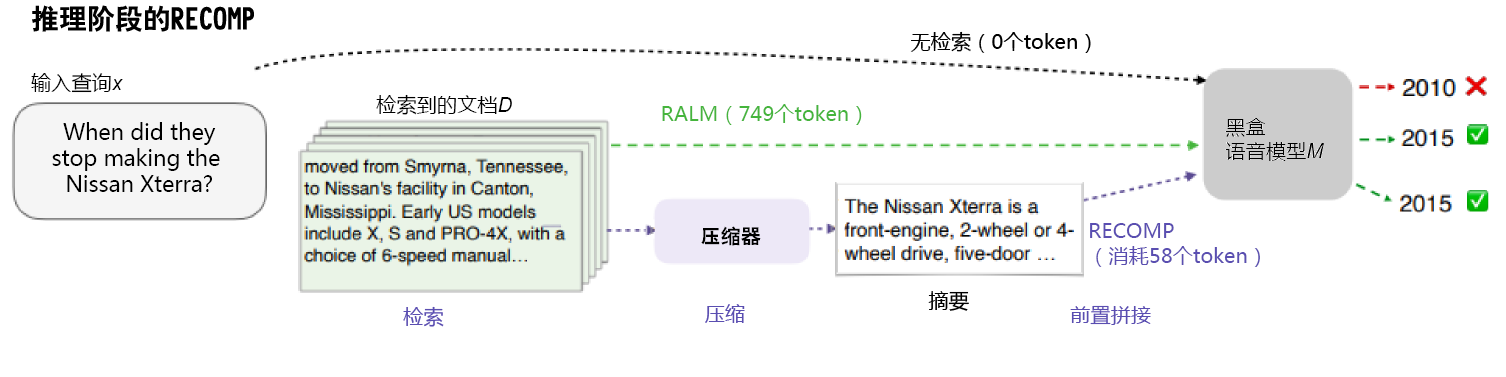 推理阶段的RECOMP
无检索（0个token）
输入查询x
When did they
stop making the
Nissan Xterra?
检索到的文档D
moved from Smyrna, Tennessee,
to Nissan's facility in Canton,
Mississippi. Early US models
include X, S and PRO-4X, with a
choice of 6-speed manual…
检索
RALM（749个token）
压缩器
压缩
The Nissan Xterra is a
front-engine, 2-wheel or 4-
wheel drive, five-door …
摘要
RECOMP
（消耗58个token）
前置拼接
黑盒
语音模型M
2010
2015
2015